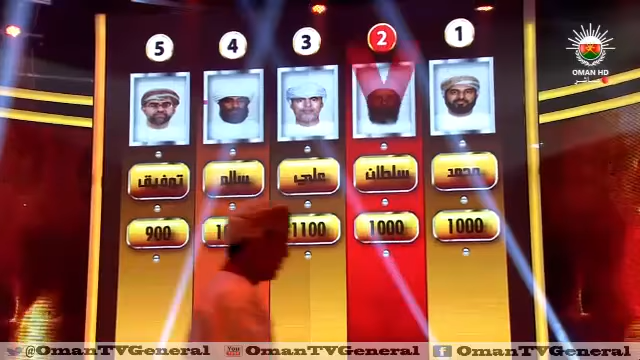 5 4 3 2 1
OMAN HD
مباشر
توفيق سالم علي سلطان محمد
900 1100 1000 1000
@OmanTVGeneral OmanTVGeneral OmanTVGeneral